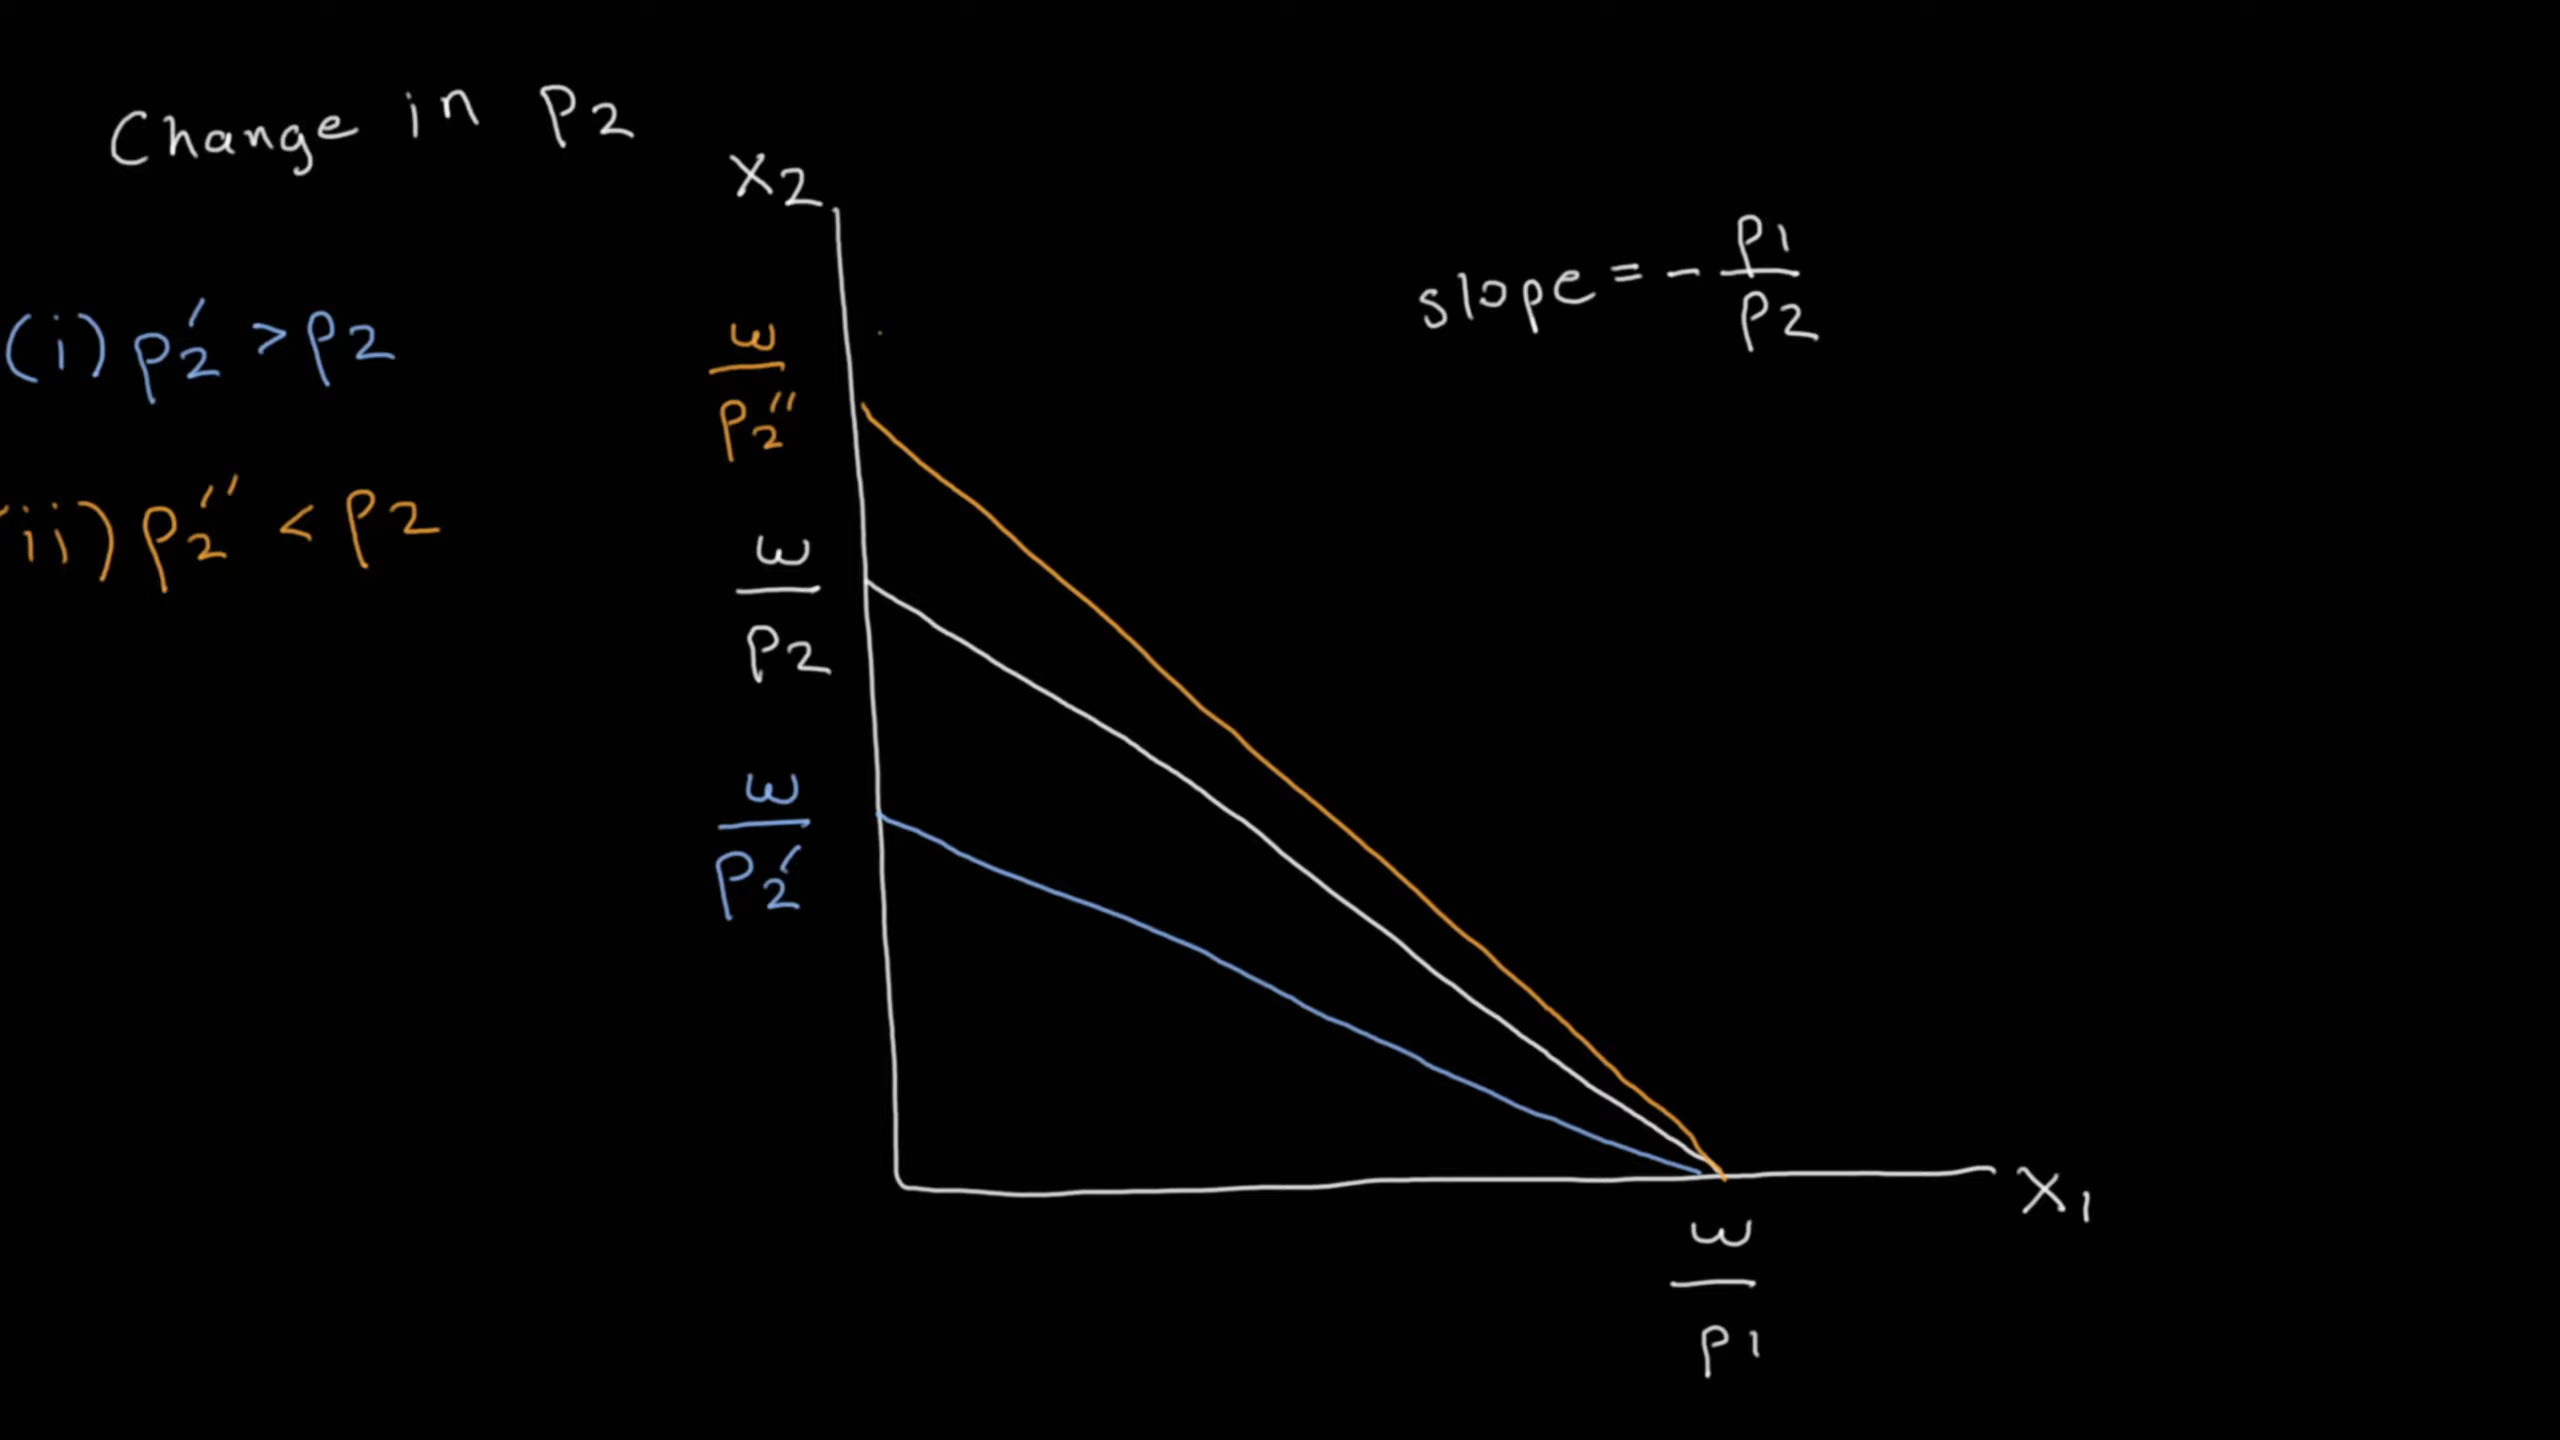 Change in p2
x2
slope = - p1/p2
(i) p2' > p2
ω/p2''
ii) p2'' < p2
ω/p2
ω/p2'
x1
ω/p1